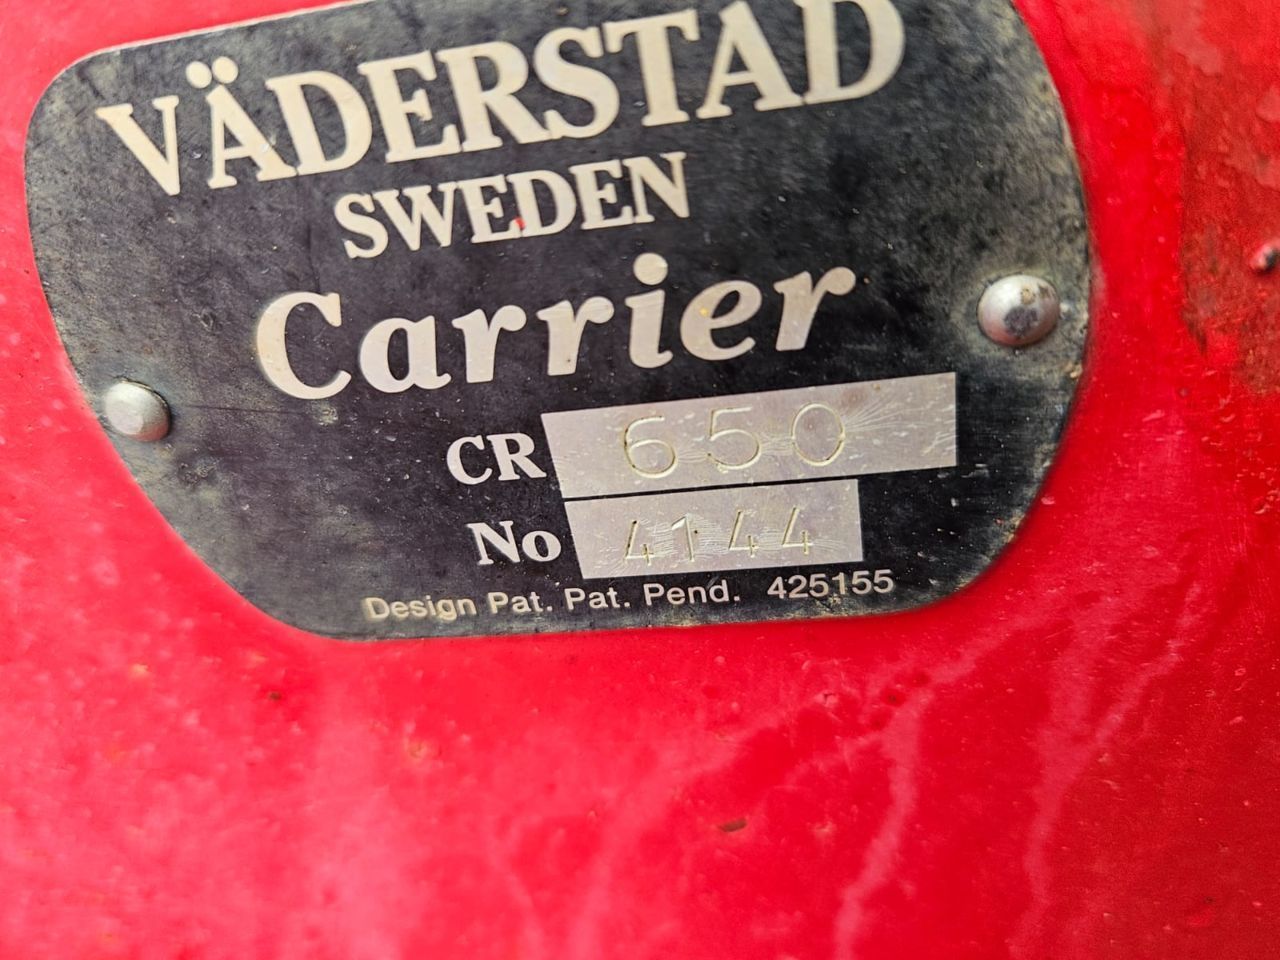 VÄDERSTAD
SWEDEN
Carrier
CR 650
No 4144
Design Pat. Pat. Pend. 425155